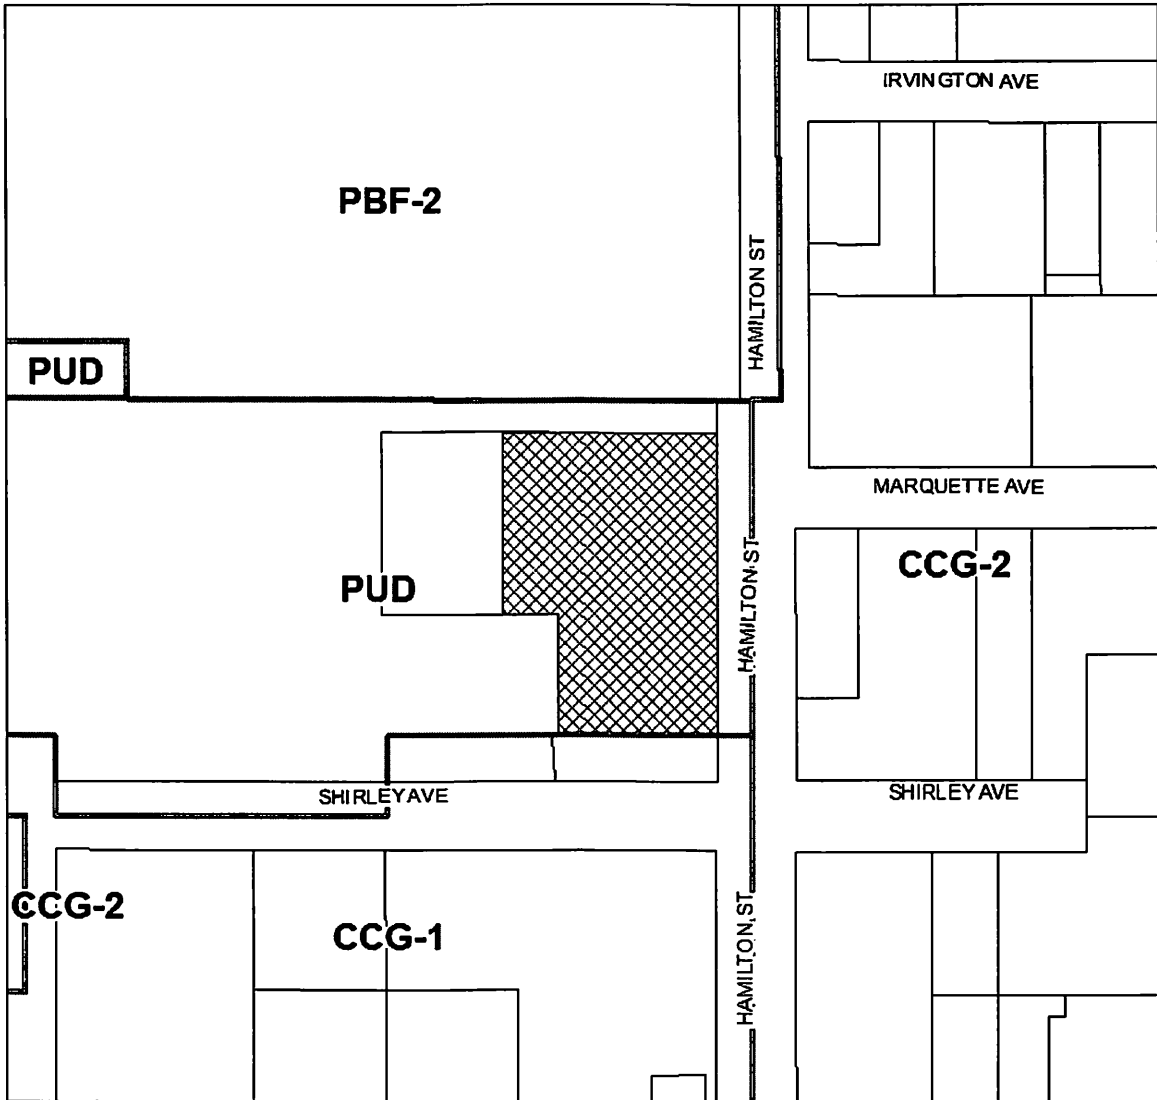 IRVINGTON AVE
PBF-2
HAMILTON ST
PUD
MARQUETTE AVE
HAMILTON ST
CCG-2
PUD
SHIRLEY AVE
SHIRLEY AVE
CCG-2
CCG-1
HAMILTON ST